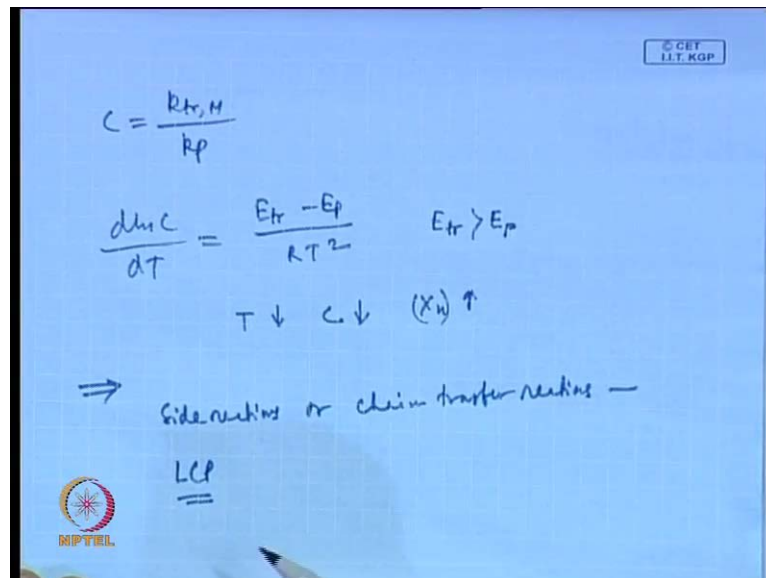 © CET
I.I.T. KGP
C = ktr,M / kp
d ln C / dT = Etr - Ep / RT² Etr > Ep
T ↓ C ↓ (Xn) ↑
⇒ Side reactions or chain transfer reactions —
LCP
NPTEL